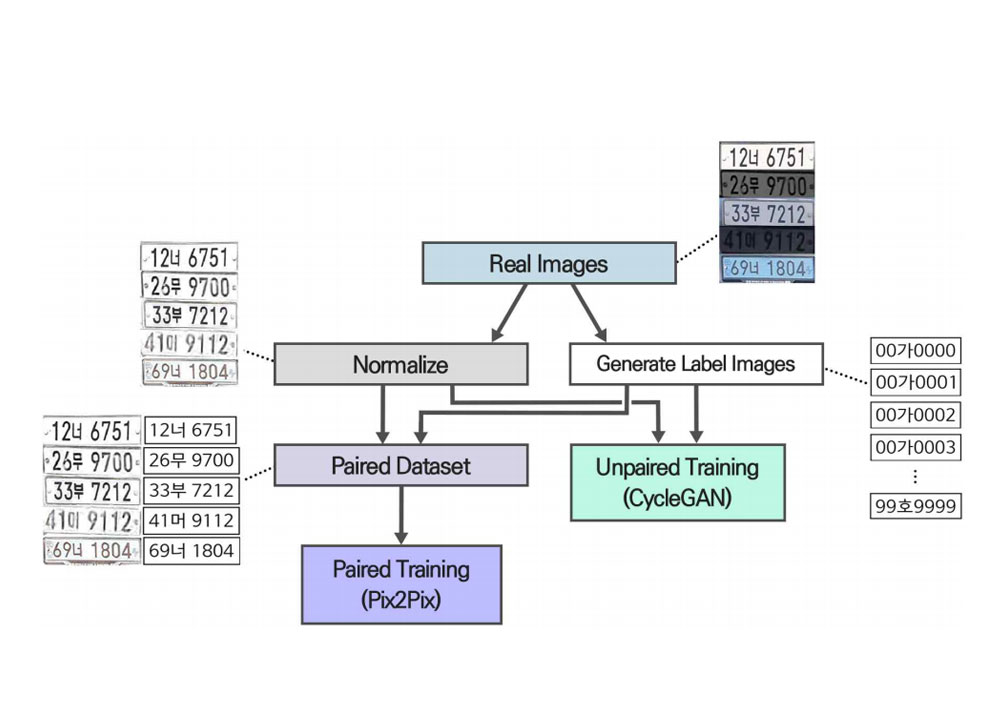 12너 6751
26무 9700
33부 7212
41머 9112
69너 1804
Real Images
12너 6751
26무 9700
33부 7212
41머 9112
69너 1804
Normalize
Generate Label Images
00가0000
00가0001
00가0002
00가0003
⋮
99호9999
12너 6751 12너 6751
26무 9700 26무 9700
33부 7212 33부 7212
41머 9112 41머 9112
69너 1804 69너 1804
Paired Dataset
Unpaired Training
(CycleGAN)
Paired Training
(Pix2Pix)